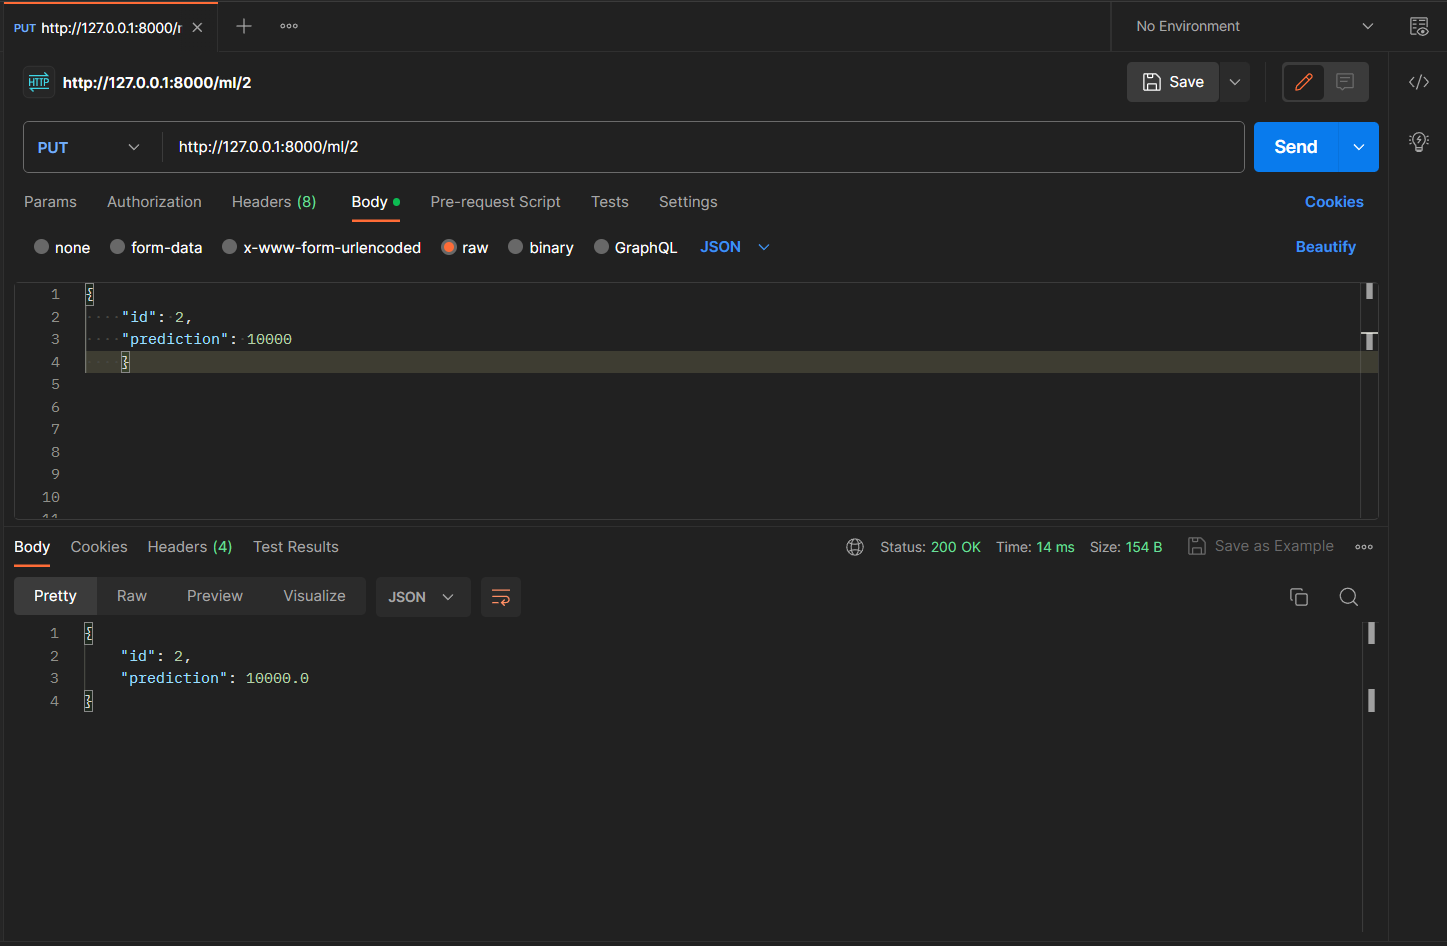 PUT http://127.0.0.1:8000/r
No Environment
HTTP http://127.0.0.1:8000/ml/2
Save
PUT http://127.0.0.1:8000/ml/2
Send
Params Authorization Headers (8) Body Pre-request Script Tests Settings Cookies
none form-data x-www-form-urlencoded raw binary GraphQL JSON Beautify
1 {
2 "id": 2,
3 "prediction": 10000
4 }
5
6
7
8
9
10
11
Body Cookies Headers (4) Test Results Status: 200 OK Time: 14 ms Size: 154 B Save as Example
Pretty Raw Preview Visualize JSON
1 {
2 "id": 2,
3 "prediction": 10000.0
4 }